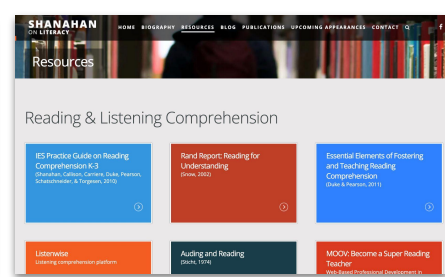 SHANAHAN
ON LITERACY
HOME BIOGRAPHY RESOURCES BLOG PUBLICATIONS UPCOMING APPEARANCES CONTACT
Resources
Reading & Listening Comprehension
IES Practice Guide on Reading
Comprehension K-3
(Shanahan, Callison, Carriere, Duke, Pearson,
Schatschneider, & Torgesen, 2010)
Rand Report: Reading for
Understanding
(Snow, 2002)
Essential Elements of Fostering
and Teaching Reading
Comprehension
(Duke & Pearson, 2011)
Listenwise
Listening comprehension platform
Auding and Reading
(Sticht, 1974)
MOOV: Become a Super Reading
Teacher
Web-Based Professional Development in